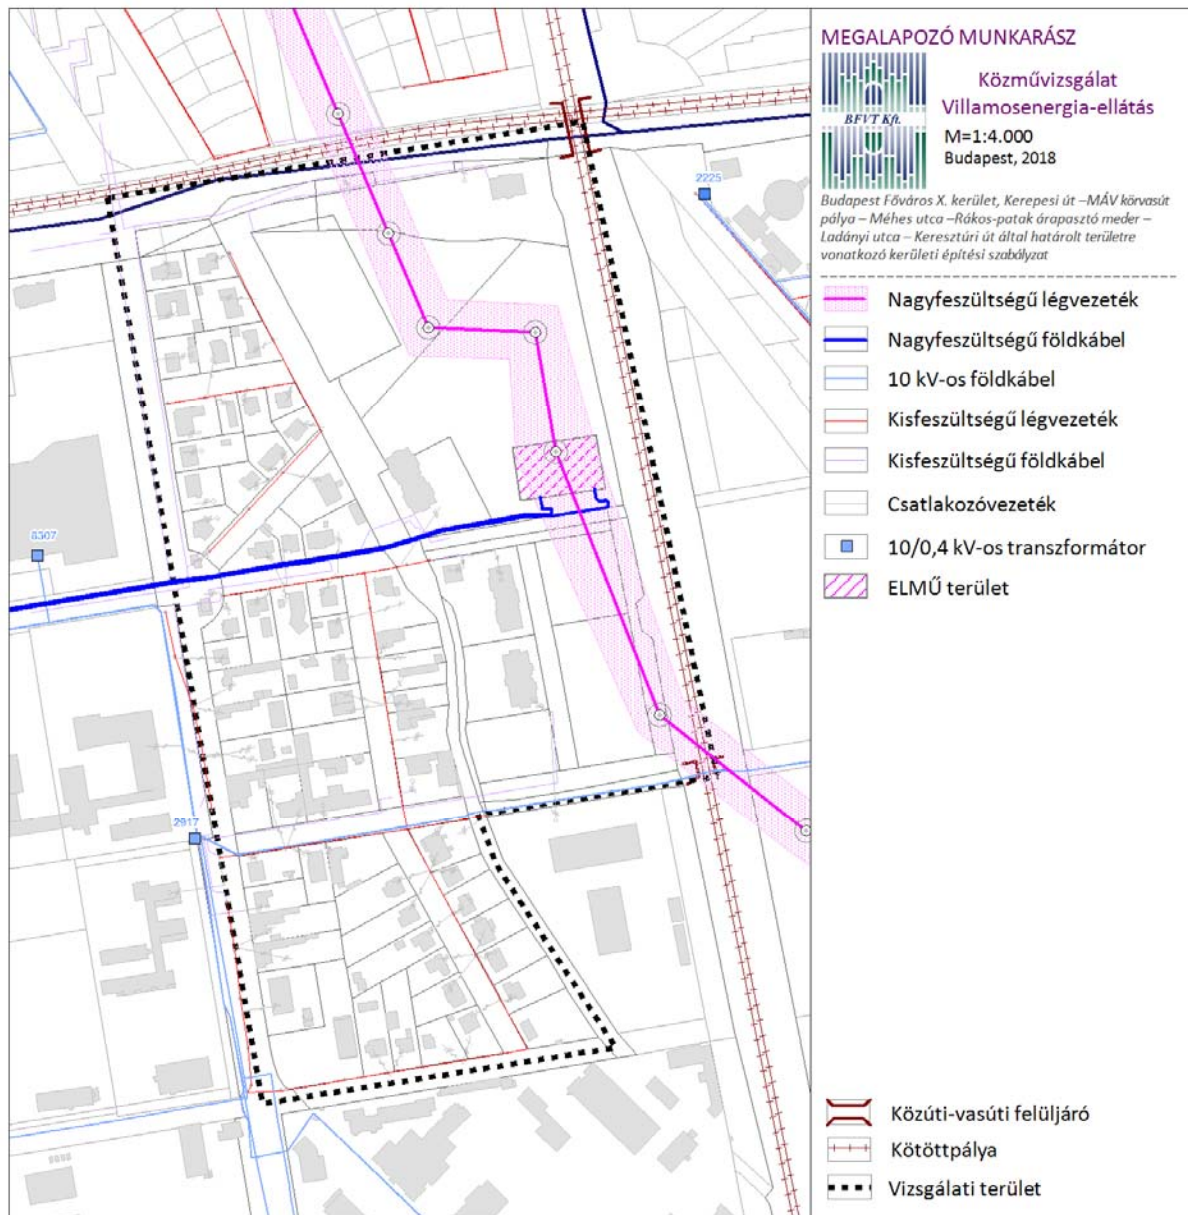 MEGALAPOZÓ MUNKARÁSZ
BFVT Kft.
Közművizsgálat
Villamosenergia-ellátás
M=1:4.000
Budapest, 2018
Budapest Főváros X. kerület, Kerepesi út –MÁV körvasút
pálya – Méhes utca –Rákos-patak árapasztó meder –
Ladányi utca – Keresztúri út által határolt területre
vonatkozó kerületi építési szabályzat
Nagyfeszültségű légvezeték
Nagyfeszültségű földkábel
10 kV-os földkábel
Kisfeszültségű légvezeték
Kisfeszültségű földkábel
Csatlakozóvezeték
10/0,4 kV-os transzformátor
ELMŰ terület
Közúti-vasúti felüljáró
Kötöttpálya
Vizsgálati terület
2225
2917